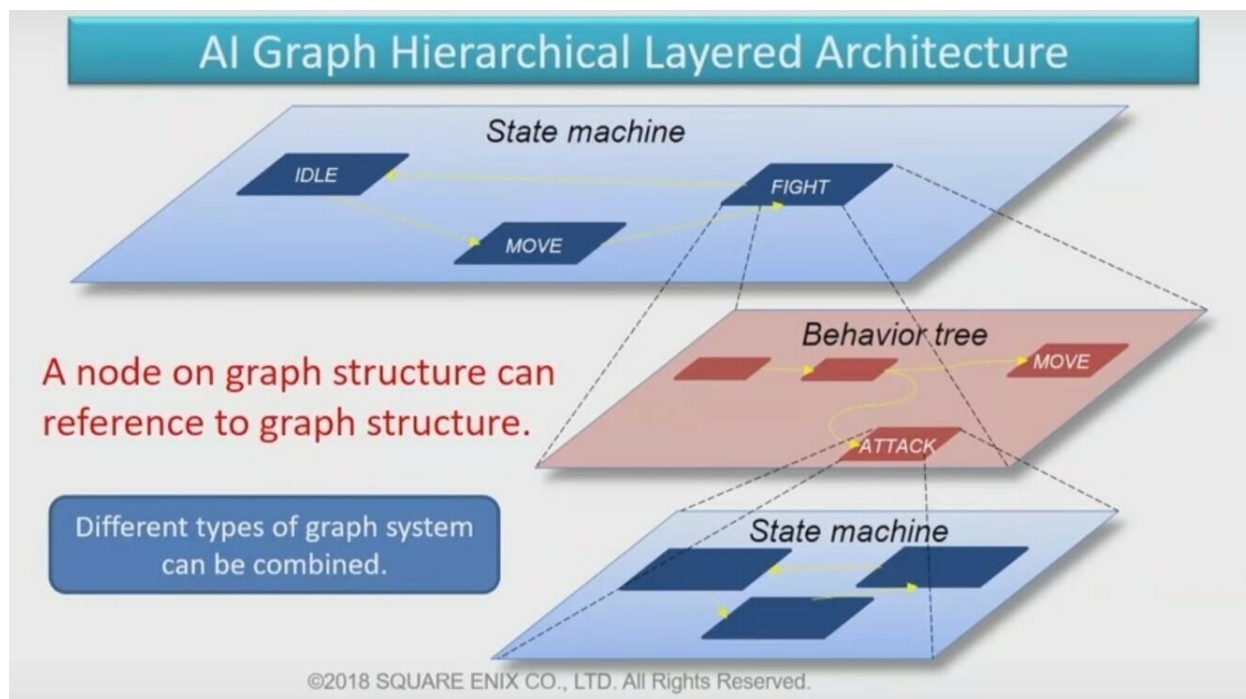 AI Graph Hierarchical Layered Architecture
State machine
IDLE
FIGHT
MOVE
Behavior tree
MOVE
A node on graph structure can
reference to graph structure.
ATTACK
Different types of graph system
can be combined.
State machine
©2018 SQUARE ENIX CO., LTD. All Rights Reserved.